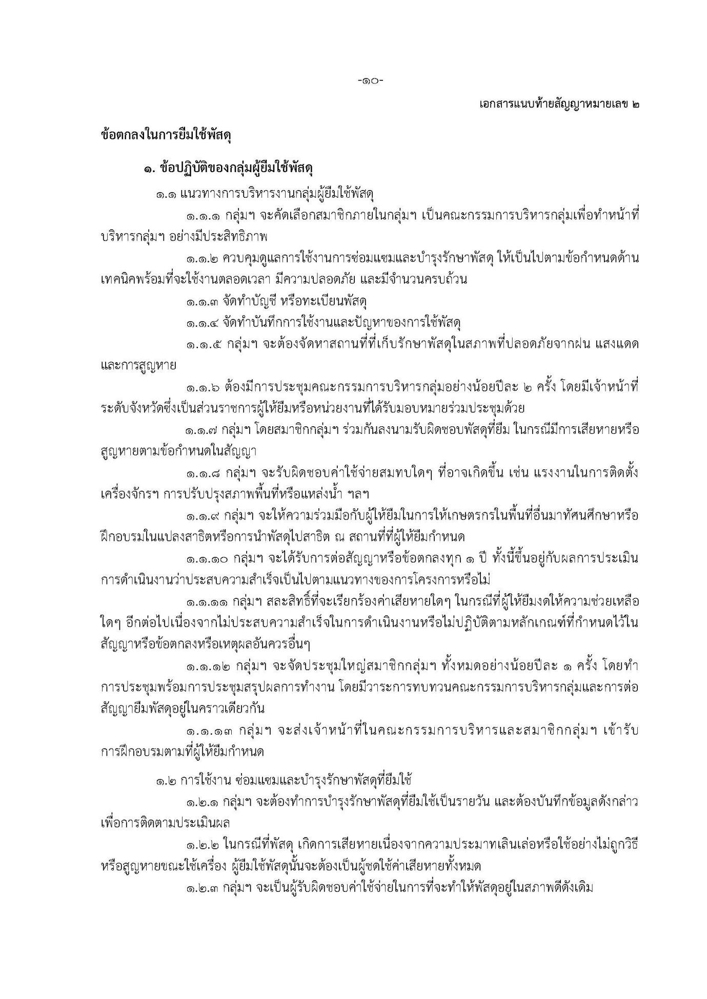 -๑๐-
เอกสารแนบท้ายสัญญาหมายเลข ๒
ข้อตกลงในการยืมใช้พัสดุ
๑. ข้อปฏิบัติของกลุ่มผู้ยืมใช้พัสดุ
๑.๑ แนวทางการบริหารงานกลุ่มผู้ยืมใช้พัสดุ
๑.๑.๑ กลุ่มฯ จะคัดเลือกสมาชิกภายในกลุ่มฯ เป็นคณะกรรมการบริหารกลุ่มเพื่อทำหน้าที่
บริหารกลุ่มฯ อย่างมีประสิทธิภาพ
๑.๑.๒ ควบคุมดูแลการใช้งานการซ่อมแซมและบำรุงรักษาพัสดุ ให้เป็นไปตามข้อกำหนดด้าน
เทคนิคพร้อมที่จะใช้งานตลอดเวลา มีความปลอดภัย และมีจำนวนครบถ้วน
๑.๑.๓ จัดทำบัญชี หรือทะเบียนพัสดุ
๑.๑.๔ จัดทำบันทึกการใช้งานและปัญหาของการใช้พัสดุ
๑.๑.๕ กลุ่มฯ จะต้องจัดหาสถานที่ที่เก็บรักษาพัสดุในสภาพที่ปลอดภัยจากฝน แสงแดด
และการสูญหาย
๑.๑.๖ ต้องมีการประชุมคณะกรรมการบริหารกลุ่มอย่างน้อยปีละ ๒ ครั้ง โดยมีเจ้าหน้าที่
ระดับจังหวัดซึ่งเป็นส่วนราชการผู้ให้ยืมหรือหน่วยงานที่ได้รับมอบหมายร่วมประชุมด้วย
๑.๑.๗ กลุ่มฯ โดยสมาชิกกลุ่มฯ ร่วมกันลงนามรับผิดชอบพัสดุที่ยืม ในกรณีมีการเสียหายหรือ
สูญหายตามข้อกำหนดในสัญญา
๑.๑.๘ กลุ่มฯ จะรับผิดชอบค่าใช้จ่ายสมทบใดๆ ที่อาจเกิดขึ้น เช่น แรงงานในการติดตั้ง
เครื่องจักรฯ การปรับปรุงสภาพพื้นที่หรือแหล่งน้ำ ฯลฯ
๑.๑.๙ กลุ่มฯ จะให้ความร่วมมือกับผู้ให้ยืมในการให้เกษตรกรในพื้นที่อื่นมาทัศนศึกษาหรือ
ฝึกอบรมในแปลงสาธิตหรือการนำพัสดุไปสาธิต ณ สถานที่ที่ผู้ให้ยืมกำหนด
๑.๑.๑๐ กลุ่มฯ จะได้รับการต่อสัญญาหรือข้อตกลงทุก ๑ ปี ทั้งนี้ขึ้นอยู่กับผลการประเมิน
การดำเนินงานว่าประสบความสำเร็จเป็นไปตามแนวทางของการโครงการหรือไม่
๑.๑.๑๑ กลุ่มฯ สละสิทธิ์ที่จะเรียกร้องค่าเสียหายใดๆ ในกรณีที่ผู้ให้ยืมงดให้ความช่วยเหลือ
ใดๆ อีกต่อไปเนื่องจากไม่ประสบความสำเร็จในการดำเนินงานหรือไม่ปฏิบัติตามหลักเกณฑ์ที่กำหนดไว้ใน
สัญญาหรือข้อตกลงหรือเหตุผลอันควรอื่นๆ
๑.๑.๑๒ กลุ่มฯ จะจัดประชุมใหญ่สมาชิกกลุ่มฯ ทั้งหมดอย่างน้อยปีละ ๑ ครั้ง โดยทำ
การประชุมพร้อมการประชุมสรุปผลการทำงาน โดยมีวาระการทบทวนคณะกรรมการบริหารกลุ่มและการต่อ
สัญญายืมพัสดุอยู่ในคราวเดียวกัน
๑.๑.๑๓ กลุ่มฯ จะส่งเจ้าหน้าที่ในคณะกรรมการบริหารและสมาชิกกลุ่มฯ เข้ารับ
การฝึกอบรมตามที่ผู้ให้ยืมกำหนด
๑.๒ การใช้งาน ซ่อมแซมและบำรุงรักษาพัสดุที่ยืมใช้
๑.๒.๑ กลุ่มฯ จะต้องทำการบำรุงรักษาพัสดุที่ยืมใช้เป็นรายวัน และต้องบันทึกข้อมูลดังกล่าว
เพื่อการติดตามประเมินผล
๑.๒.๒ ในกรณีที่พัสดุ เกิดการเสียหายเนื่องจากความประมาทเลินเล่อหรือใช้อย่างไม่ถูกวิธี
หรือสูญหายขณะใช้เครื่อง ผู้ยืมใช้พัสดุนั้นจะต้องเป็นผู้ชดใช้ค่าเสียหายทั้งหมด
๑.๒.๓ กลุ่มฯ จะเป็นผู้รับผิดชอบค่าใช้จ่ายในการที่จะทำให้พัสดุอยู่ในสภาพดีดังเดิม